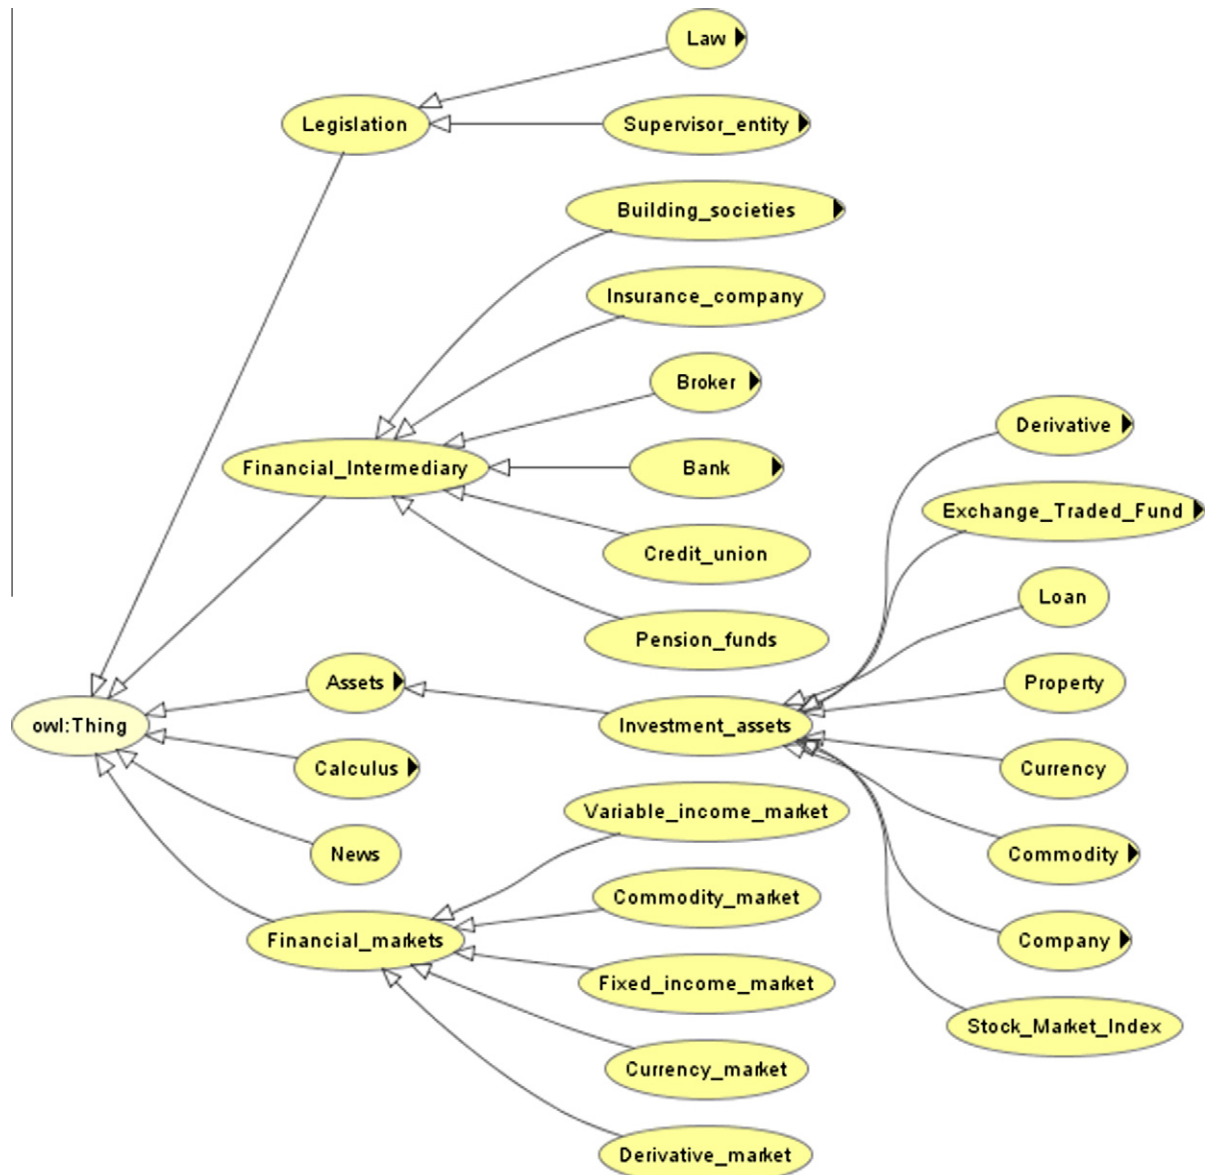 Law
Legislation
Supervisor_entity
Building_societies
Insurance_company
Broker
Derivative
Financial_Intermediary
Bank
Exchange_Traded_Fund
Credit_union
Loan
Pension_funds
Assets
Property
owl:Thing
Investment_assets
Calculus
Currency
Variable_income_market
News
Commodity
Commodity_market
Financial_markets
Company
Fixed_income_market
Stock_Market_Index
Currency_market
Derivative_market